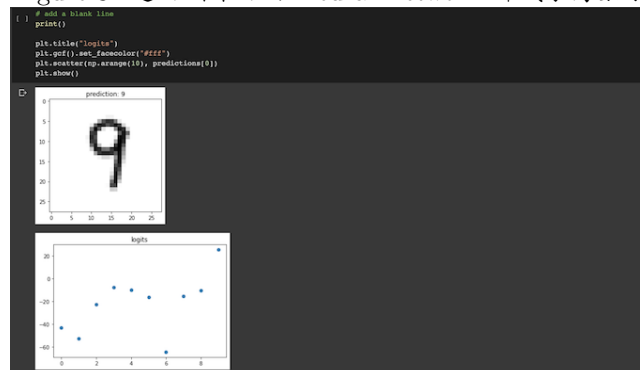 # add a blank line
print()
plt.title("logits")
plt.gcf().set_facecolor("#fff")
plt.scatter(np.arange(10), predictions[0])
plt.show()
prediction: 9
0
5
10
15
20
25
0 5 10 15 20 25
9
logits
20
0
-20
-40
-60
0 2 4 6 8